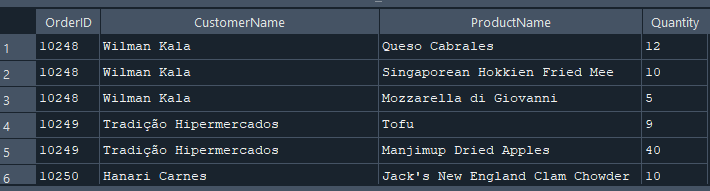 OrderID CustomerName ProductName Quantity
1 10248 Wilman Kala Queso Cabrales 12
2 10248 Wilman Kala Singaporean Hokkien Fried Mee 10
3 10248 Wilman Kala Mozzarella di Giovanni 5
4 10249 Tradição Hipermercados Tofu 9
5 10249 Tradição Hipermercados Manjimup Dried Apples 40
6 10250 Hanari Carnes Jack's New England Clam Chowder 10